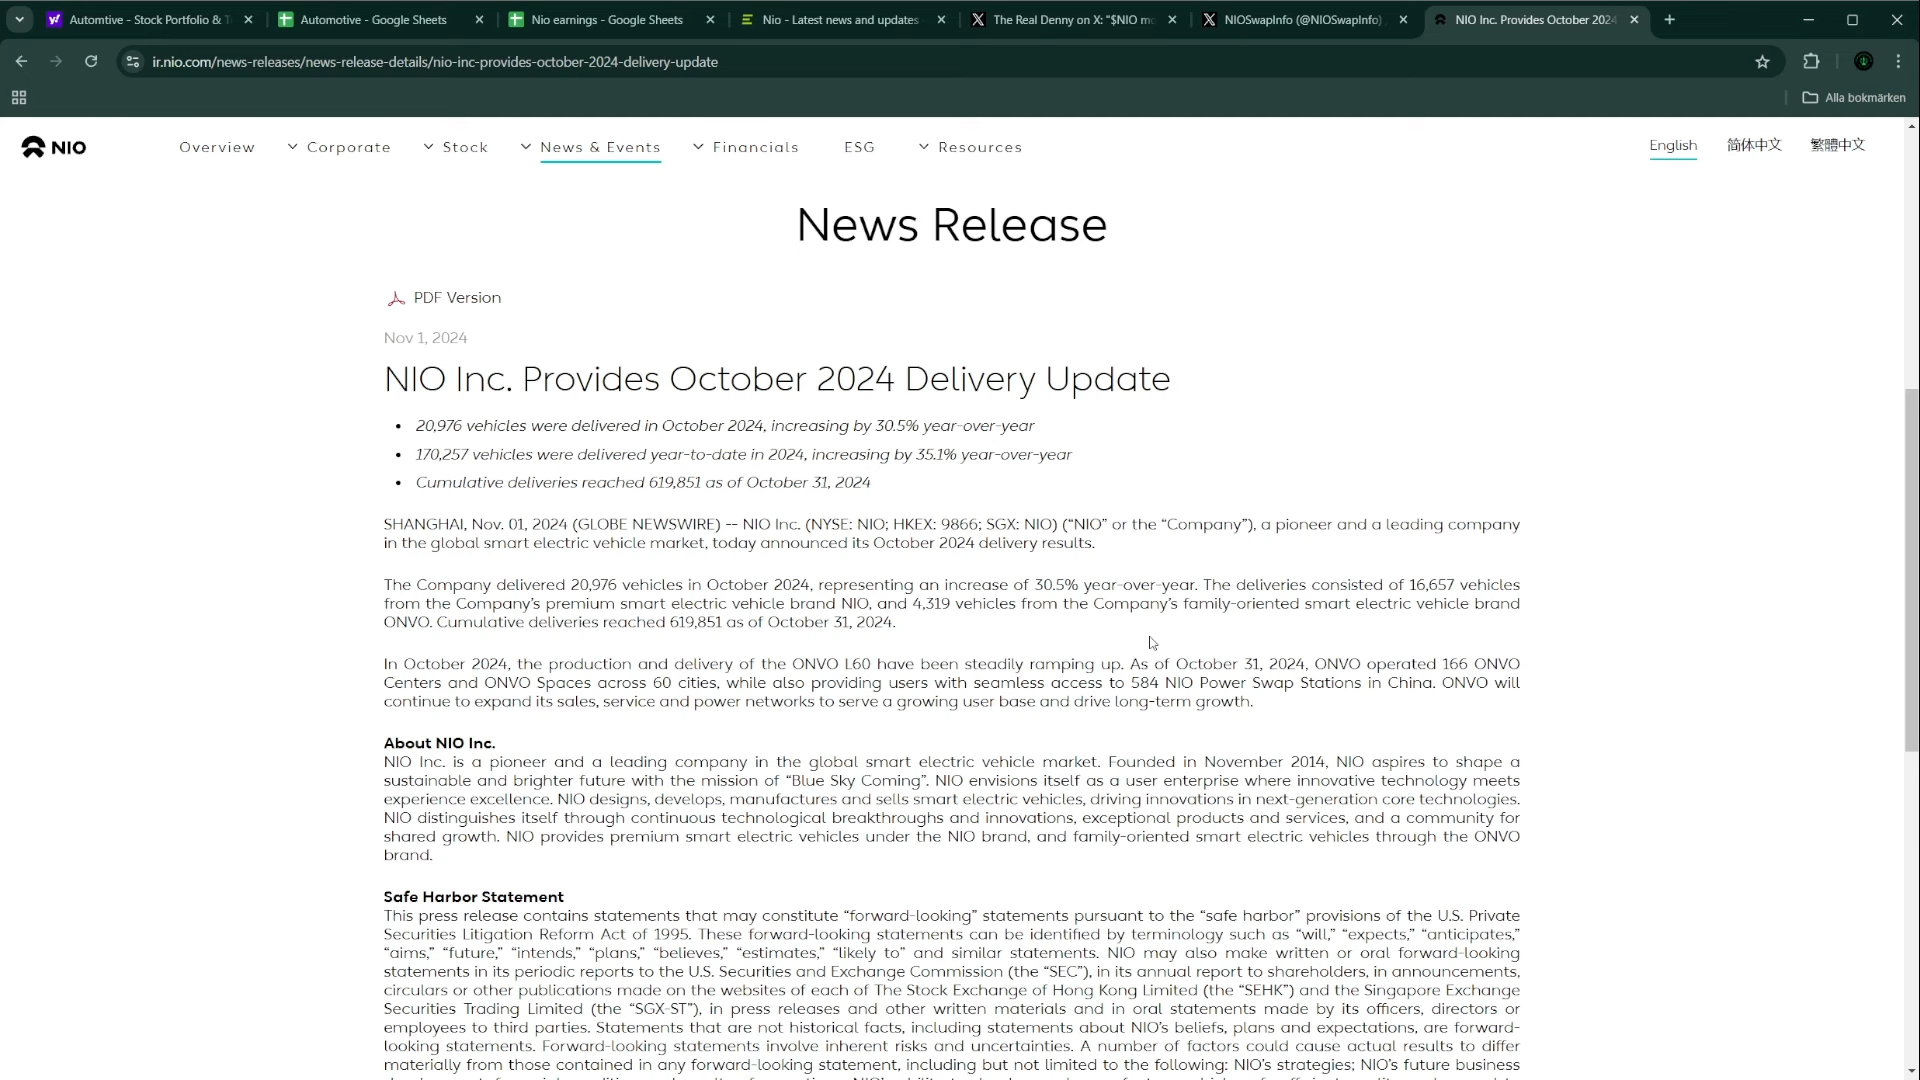 Automtive - Stock Portfolio & T
Automotive - Google Sheets
Nio earnings - Google Sheets
Nio - Latest news and updates
The Real Denny on X: "$NIO mo
NIOSwapInfo (@NIOSwapInfo)
NIO Inc. Provides October 2024
ir.nio.com/news-releases/news-release-details/nio-inc-provides-october-2024-delivery-update
Alla bokmärken
NIO
Overview
Corporate
Stock
News & Events
Financials
ESG
Resources
English
简体中文
繁體中文
News Release
PDF Version
Nov 1, 2024
NIO Inc. Provides October 2024 Delivery Update
• 20,976 vehicles were delivered in October 2024, increasing by 30.5% year-over-year
• 170,257 vehicles were delivered year-to-date in 2024, increasing by 35.1% year-over-year
• Cumulative deliveries reached 619,851 as of October 31, 2024
SHANGHAI, Nov. 01, 2024 (GLOBE NEWSWIRE) -- NIO Inc. (NYSE: NIO; HKEX: 9866; SGX: NIO) (“NIO” or the “Company”), a pioneer and a leading company
in the global smart electric vehicle market, today announced its October 2024 delivery results.
The Company delivered 20,976 vehicles in October 2024, representing an increase of 30.5% year-over-year. The deliveries consisted of 16,657 vehicles
from the Company’s premium smart electric vehicle brand NIO, and 4,319 vehicles from the Company’s family-oriented smart electric vehicle brand
ONVO. Cumulative deliveries reached 619,851 as of October 31, 2024.
In October 2024, the production and delivery of the ONVO L60 have been steadily ramping up. As of October 31, 2024, ONVO operated 166 ONVO
Centers and ONVO Spaces across 60 cities, while also providing users with seamless access to 584 NIO Power Swap Stations in China. ONVO will
continue to expand its sales, service and power networks to serve a growing user base and drive long-term growth.
About NIO Inc.
NIO Inc. is a pioneer and a leading company in the global smart electric vehicle market. Founded in November 2014, NIO aspires to shape a
sustainable and brighter future with the mission of “Blue Sky Coming”. NIO envisions itself as a user enterprise where innovative technology meets
experience excellence. NIO designs, develops, manufactures and sells smart electric vehicles, driving innovations in next-generation core technologies.
NIO distinguishes itself through continuous technological breakthroughs and innovations, exceptional products and services, and a community for
shared growth. NIO provides premium smart electric vehicles under the NIO brand, and family-oriented smart electric vehicles through the ONVO
brand.
Safe Harbor Statement
This press release contains statements that may constitute “forward-looking” statements pursuant to the “safe harbor” provisions of the U.S. Private
Securities Litigation Reform Act of 1995. These forward-looking statements can be identified by terminology such as “will,” “expects,” “anticipates,”
“aims,” “future,” “intends,” “plans,” “believes,” “estimates,” “likely to” and similar statements. NIO may also make written or oral forward-looking
statements in its periodic reports to the U.S. Securities and Exchange Commission (the “SEC”), in its annual report to shareholders, in announcements,
circulars or other publications made on the websites of each of The Stock Exchange of Hong Kong Limited (the “SEHK”) and the Singapore Exchange
Securities Trading Limited (the “SGX-ST”), in press releases and other written materials and in oral statements made by its officers, directors or
employees to third parties. Statements that are not historical facts, including statements about NIO’s beliefs, plans and expectations, are forward-
looking statements. Forward-looking statements involve inherent risks and uncertainties. A number of factors could cause actual results to differ
materially from those contained in any forward-looking statement, including but not limited to the following: NIO’s strategies; NIO’s future business